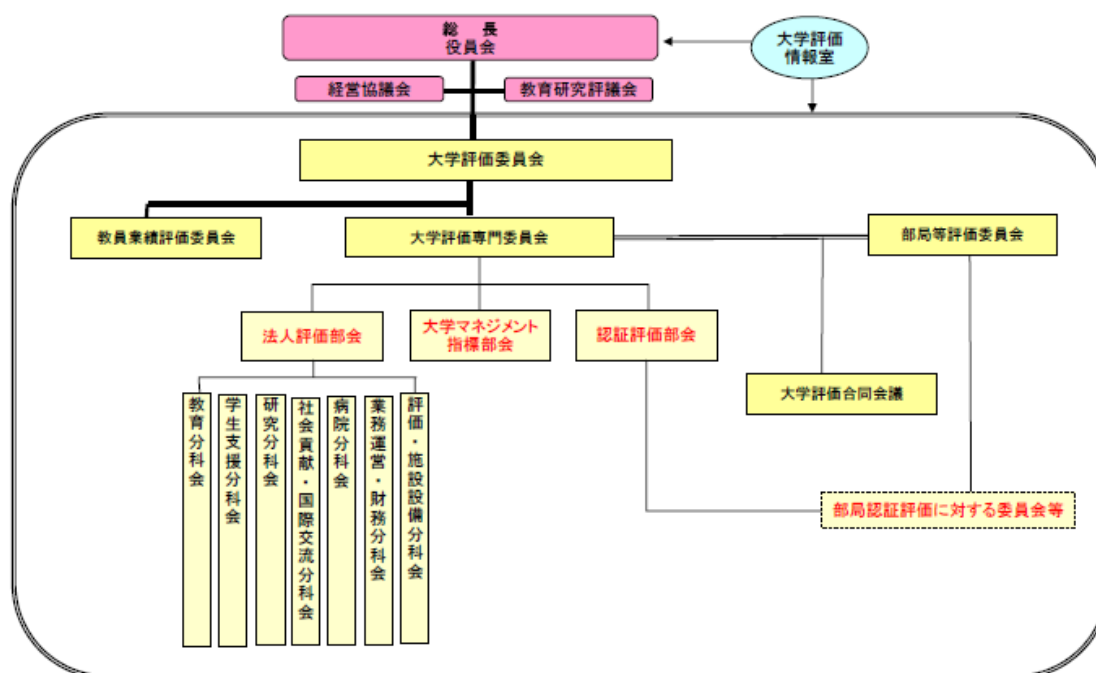 総　長
役員会
大学評価
情報室
経営協議会
教育研究評議会
大学評価委員会
教員業績評価委員会
大学評価専門委員会
部局等評価委員会
法人評価部会
大学マネジメント
指標部会
認証評価部会
大学評価合同会議
教育分科会
学生支援分科会
研究分科会
社会貢献・国際交流分科会
病院分科会
業務運営・財務分科会
評価・施設設備分科会
部局認証評価に対する委員会等